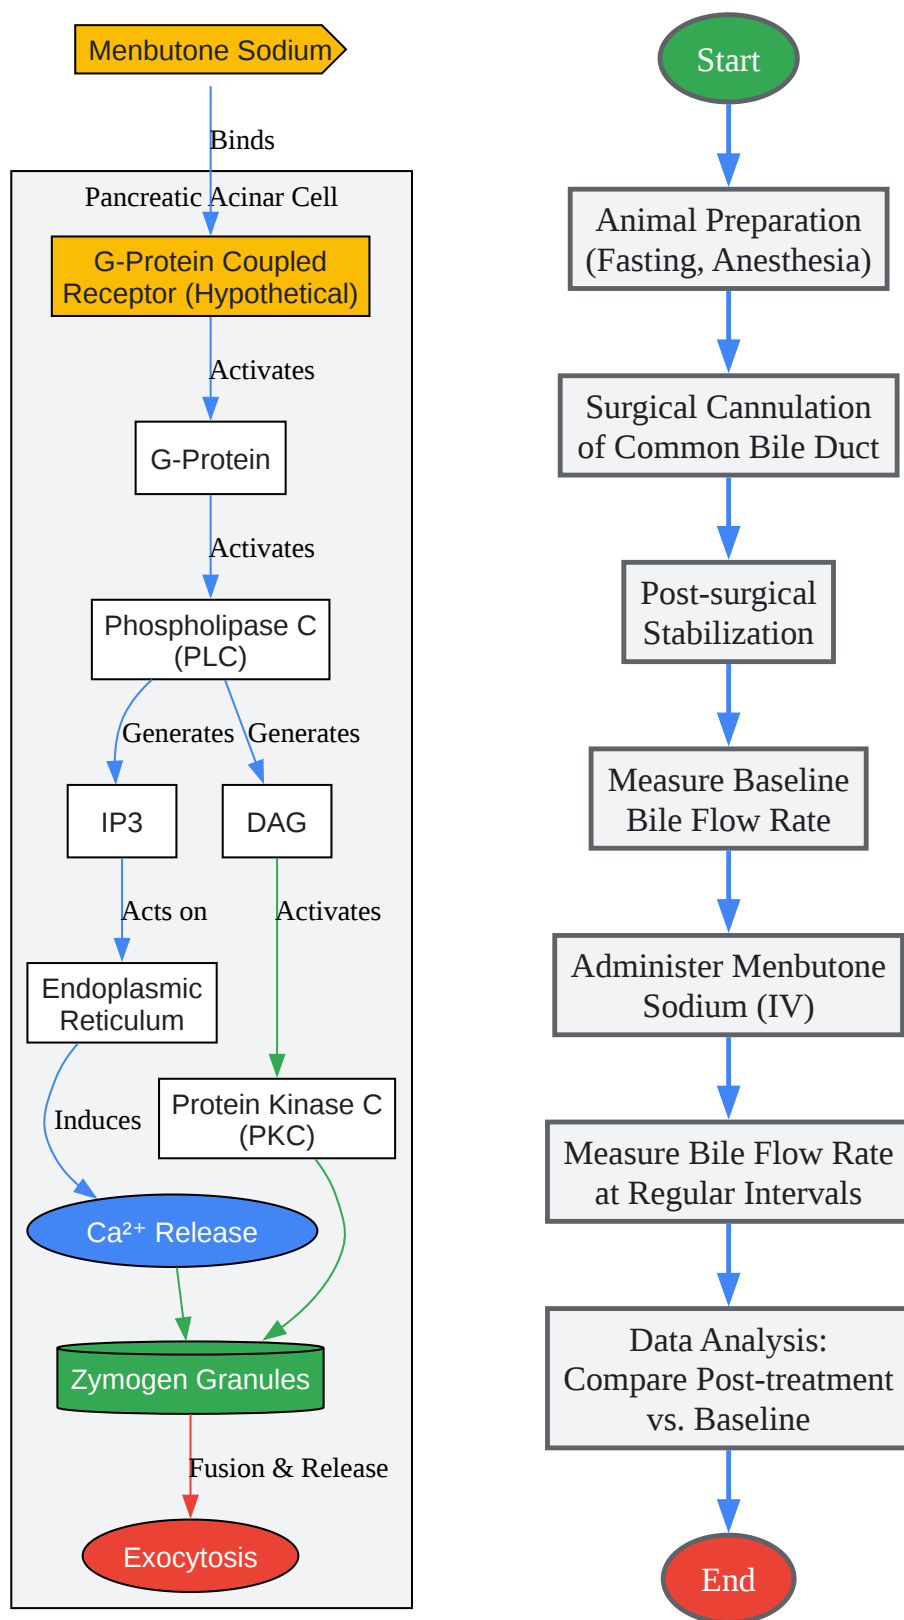 Menbutone Sodium
Binds
Pancreatic Acinar Cell
G-Protein Coupled
Receptor (Hypothetical)
Activates
G-Protein
Activates
Phospholipase C
(PLC)
Generates
Generates
IP3
DAG
Acts on
Activates
Endoplasmic
Reticulum
Protein Kinase C
(PKC)
Induces
Ca²⁺ Release
Zymogen Granules
Fusion & Release
Exocytosis
Start
Animal Preparation
(Fasting, Anesthesia)
Surgical Cannulation
of Common Bile Duct
Post-surgical
Stabilization
Measure Baseline
Bile Flow Rate
Administer Menbutone
Sodium (IV)
Measure Bile Flow Rate
at Regular Intervals
Data Analysis:
Compare Post-treatment
vs. Baseline
End